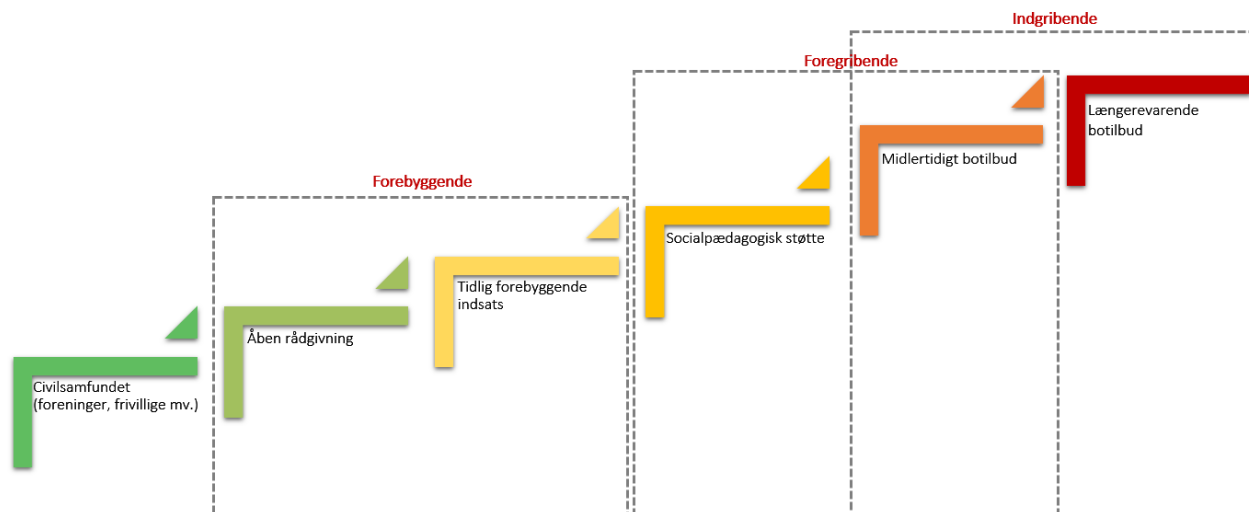 Indgribende
Foregribende
Længerevarende
botilbud
Midlertidigt botilbud
Forebyggende
Socialpædagogisk støtte
Tidlig forebyggende
indsats
Åben rådgivning
Civilsamfundet
(foreninger, frivillige mv.)